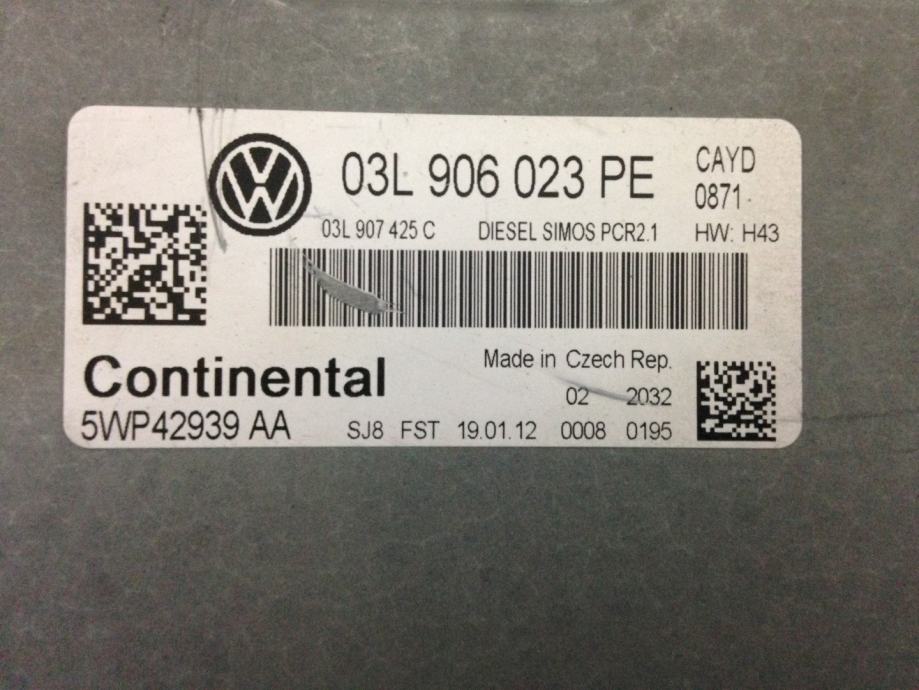 03L 906 023 PE CAYD
0871
03L 907 425 C DIESEL SIMOS PCR2.1 HW: H43
Continental Made in Czech Rep.
02 2032
5WP42939 AA SJ8 FST 19.01.12 0008 0195